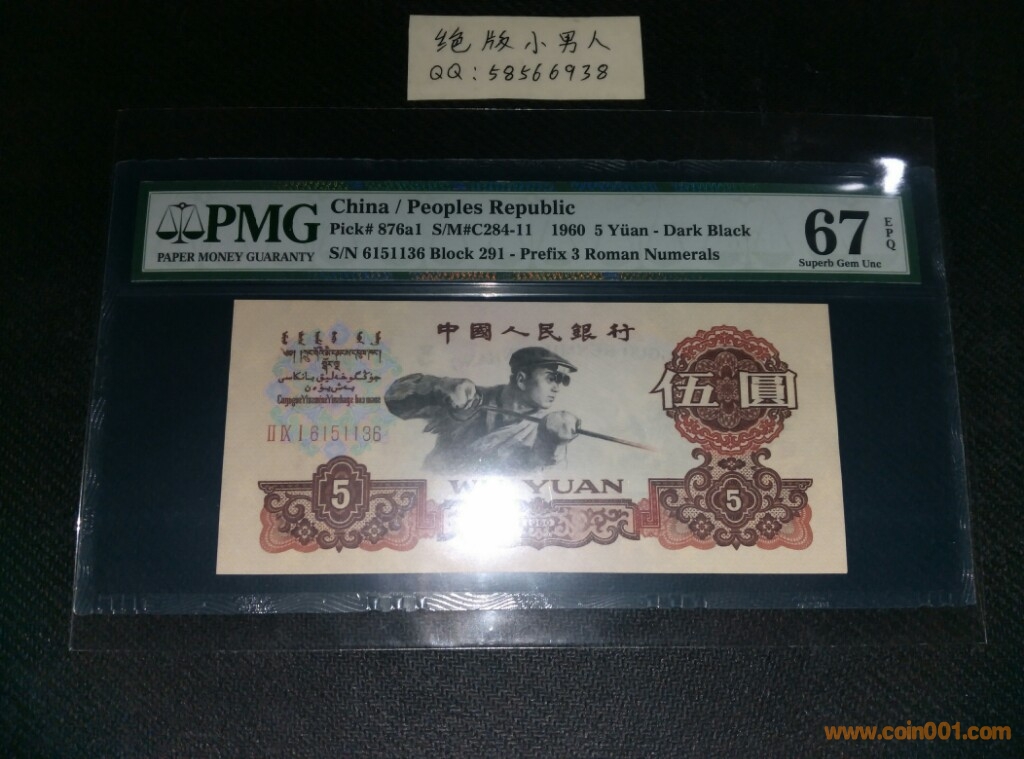 绝版小男人
QQ:58566938
PMG
PAPER MONEY GUARANTY
China / Peoples Republic
Pick# 876a1 S/M#C284-11 1960 5 Yüan - Dark Black
S/N 6151136 Block 291 - Prefix 3 Roman Numerals
67
EPQ
Superb Gem Unc
中國人民銀行
伍圓
II IX I 6151136
YUAN
5
5
www.coin001.com